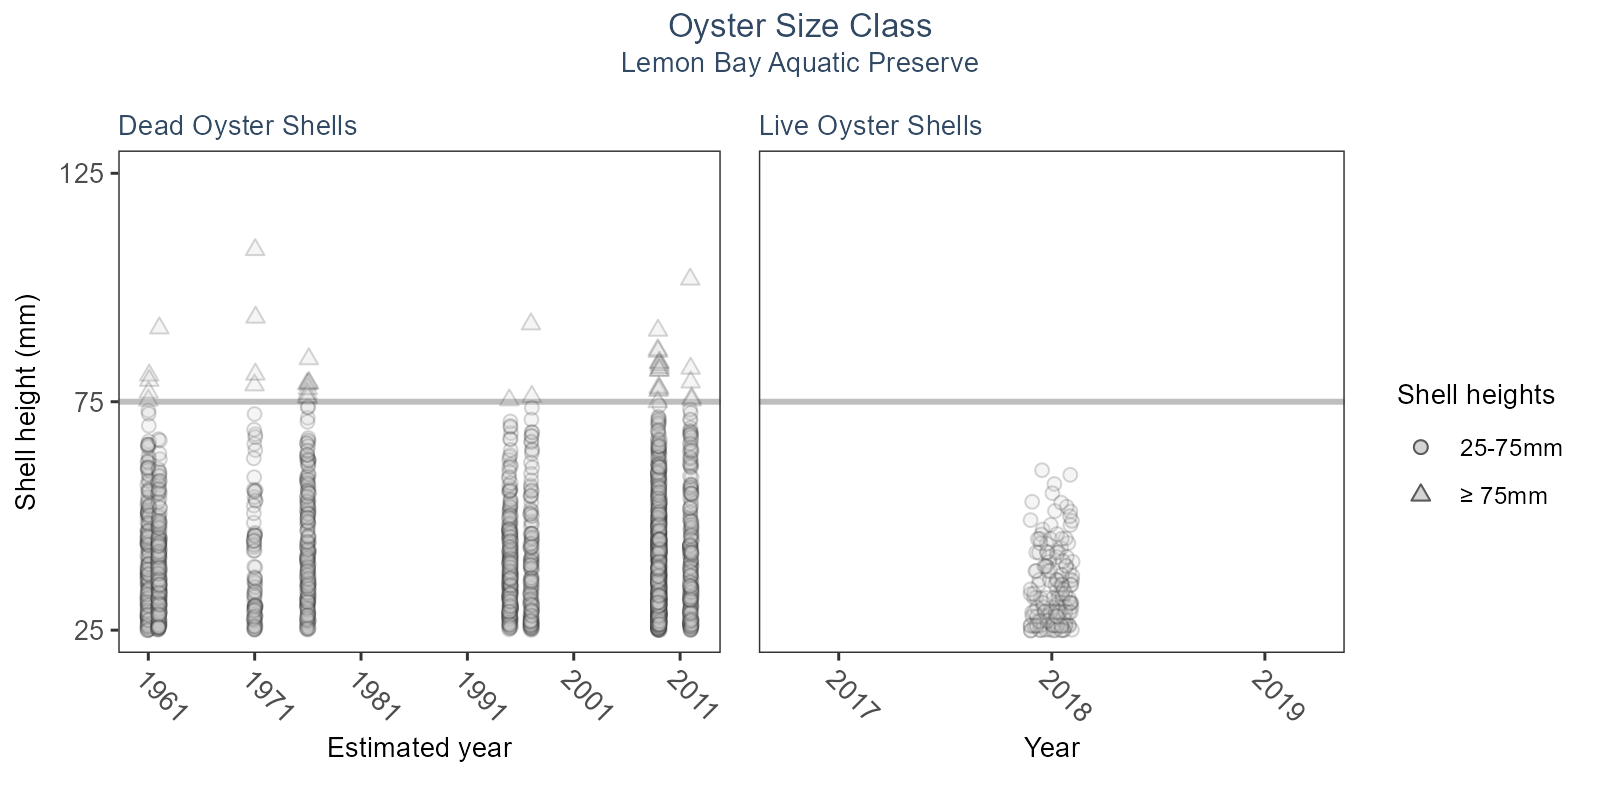 Oyster Size Class
Lemon Bay Aquatic Preserve
Dead Oyster Shells
Live Oyster Shells
125
75
25
Shell height (mm)
1961
1971
1981
1991
2001
2011
Estimated year
2017
2018
2019
Year
Shell heights
25-75mm
≥ 75mm